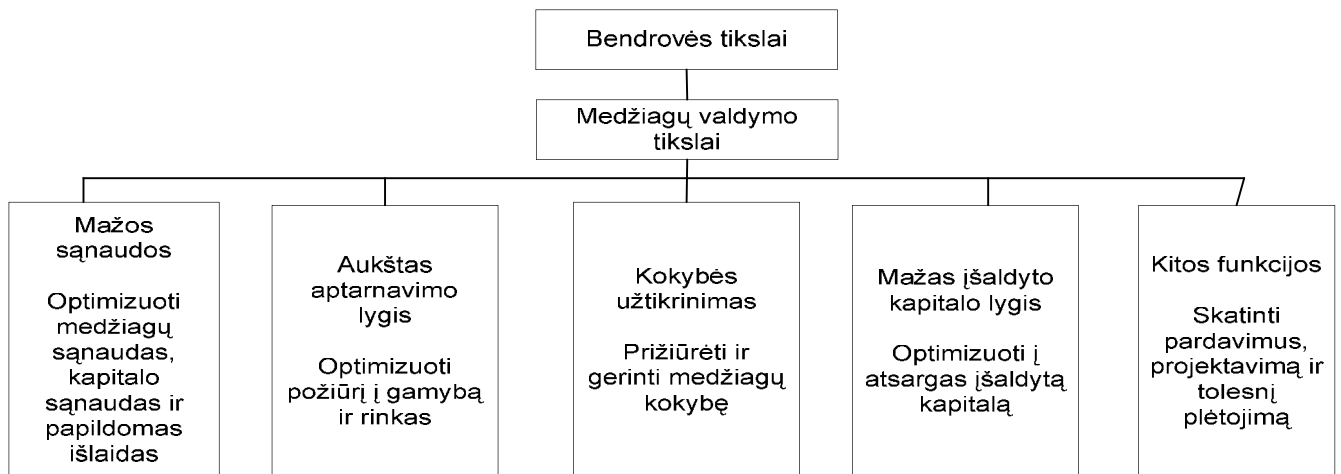 Bendrovės tikslai
Medžiagų valdymo
tikslai
Mažos
sąnaudos
Optimizuoti
medžiagų
sąnaudas,
kapitalo
sąnaudas ir
papildomas
išlaidas
Aukštas
aptarnavimo
lygis
Optimizuoti
požiūrį į gamybą
ir rinkas
Kokybės
užtikrinimas
Prižiūrėti ir
gerinti medžiagų
kokybę
Mažas įšaldyto
kapitalo lygis
Optimizuoti į
atsargas įšaldytą
kapitalą
Kitos funkcijos
Skatinti
pardavimus,
projektavimą ir
tolesnį
plėtojimą